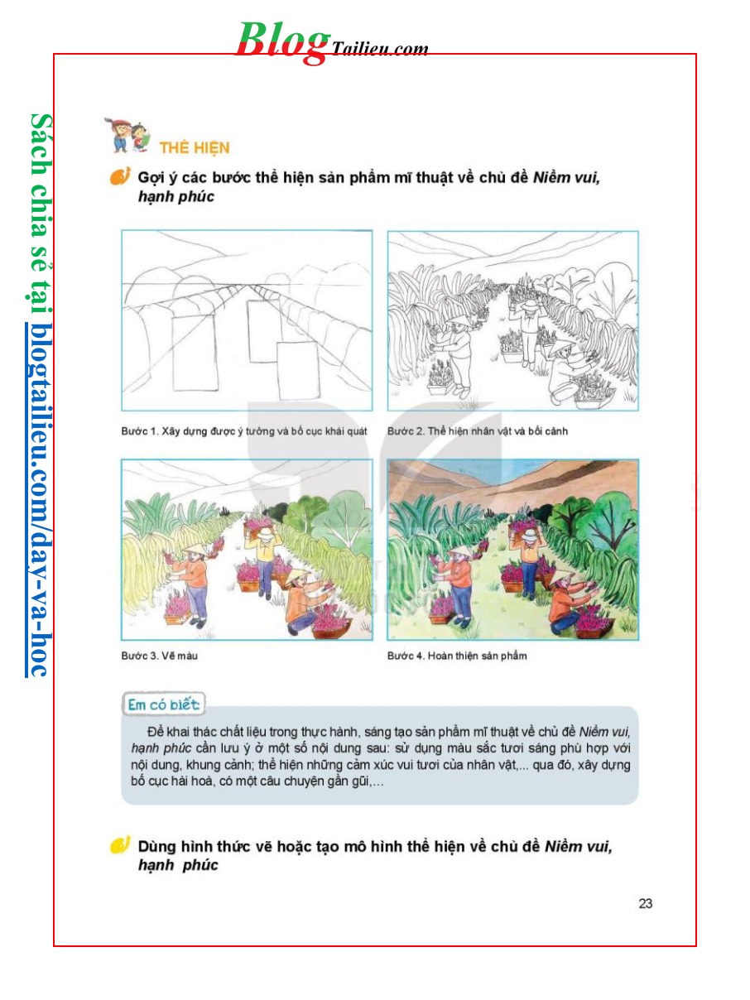 BlogTailieu.com
Sách chia sẻ tại blogtailieu.com/day-va-hoc
THỂ HIỆN
Gợi ý các bước thể hiện sản phẩm mĩ thuật về chủ đề Niềm vui,
hạnh phúc
Bước 1. Xây dựng được ý tưởng và bố cục khái quát
Bước 2. Thể hiện nhân vật và bối cảnh
Bước 3. Vẽ màu
Bước 4. Hoàn thiện sản phẩm
Em có biết:
Để khai thác chất liệu trong thực hành, sáng tạo sản phẩm mĩ thuật về chủ đề Niềm vui,
hạnh phúc cần lưu ý ở một số nội dung sau: sử dụng màu sắc tươi sáng phù hợp với
nội dung, khung cảnh; thể hiện những cảm xúc vui tươi của nhân vật,... qua đó, xây dựng
bố cục hài hoà, có một câu chuyện gần gũi,...
Dùng hình thức vẽ hoặc tạo mô hình thể hiện về chủ đề Niềm vui,
hạnh phúc
23